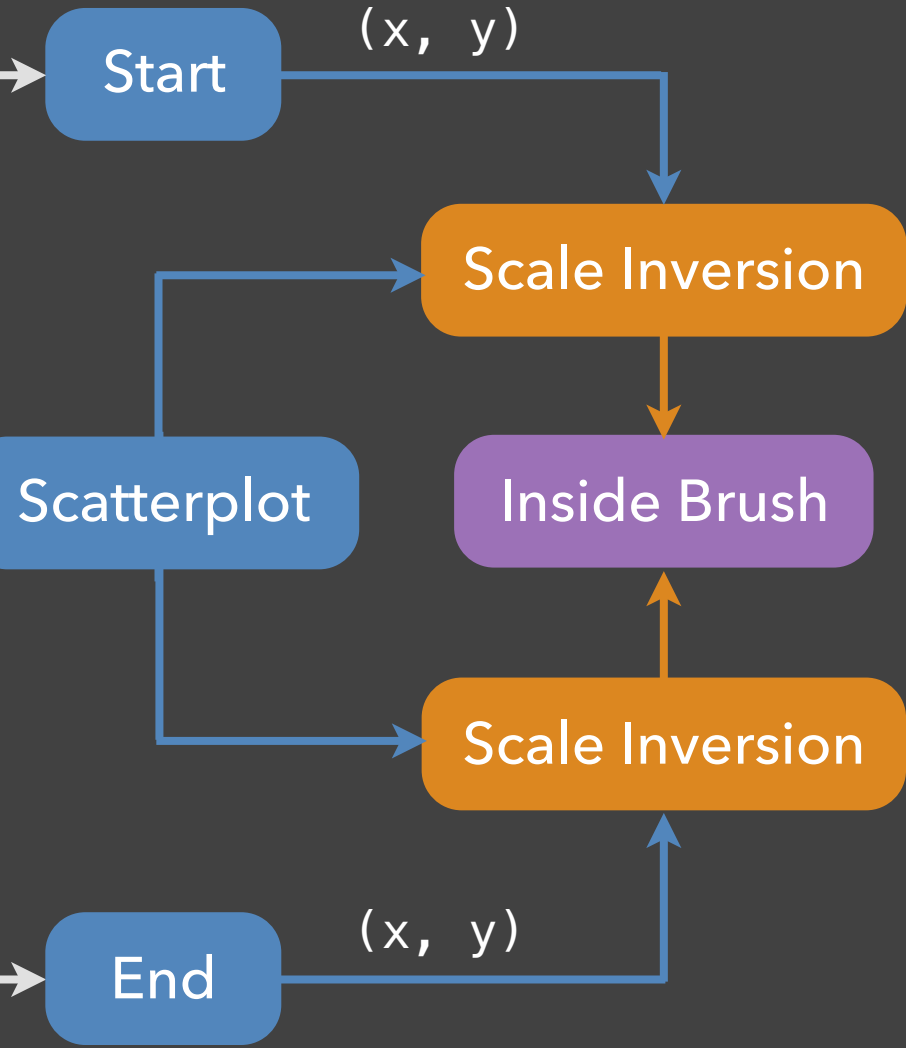 Start
(x, y)
Scale Inversion
Scatterplot
Inside Brush
Scale Inversion
End
(x, y)